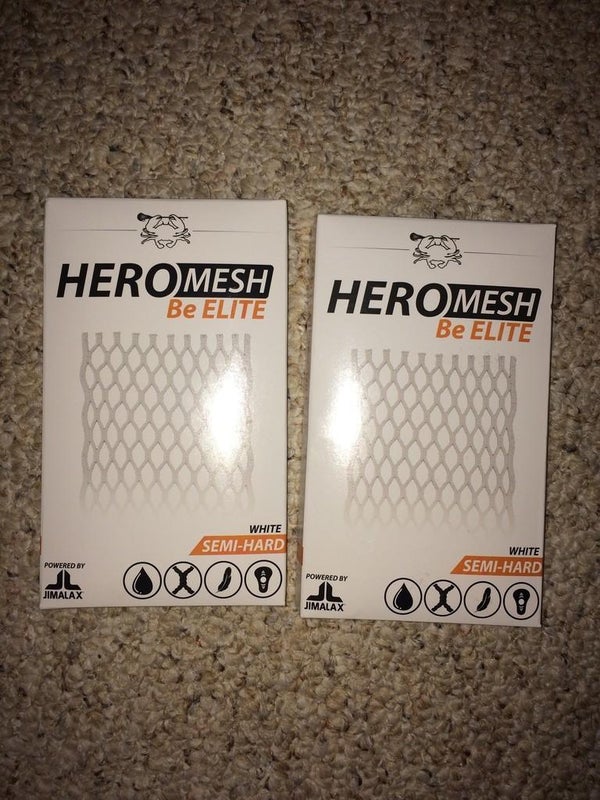 HEROMESH
Be ELITE
WHITE
SEMI-HARD
POWERED BY
JIMALAX
HEROMESH
Be ELITE
WHITE
SEMI-HARD
POWERED BY
JIMALAX